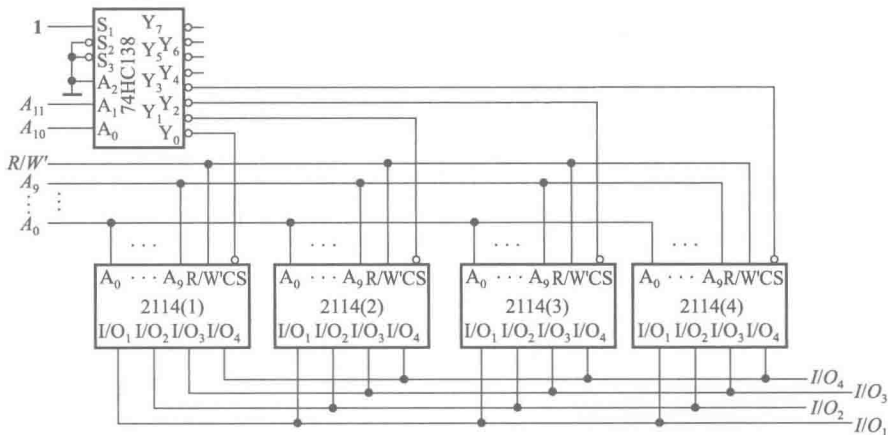 1
S₁ Y₇
S₂ Y₆
S₃ Y₅
74HC138
A₂ Y₄
Y₃
A₁₁ A₁ Y₂
Y₁
A₁₀ A₀ Y₀
R/W'
A₉
A₀
A₀ ··· A₉ R/W' CS
A₀ ··· A₉ R/W' CS
A₀ ··· A₉ R/W' CS
A₀ ··· A₉ R/W' CS
2114(1) 2114(2) 2114(3) 2114(4)
I/O₁ I/O₂ I/O₃ I/O₄
I/O₁ I/O₂ I/O₃ I/O₄
I/O₁ I/O₂ I/O₃ I/O₄
I/O₁ I/O₂ I/O₃ I/O₄
I/O₄
I/O₃
I/O₂
I/O₁